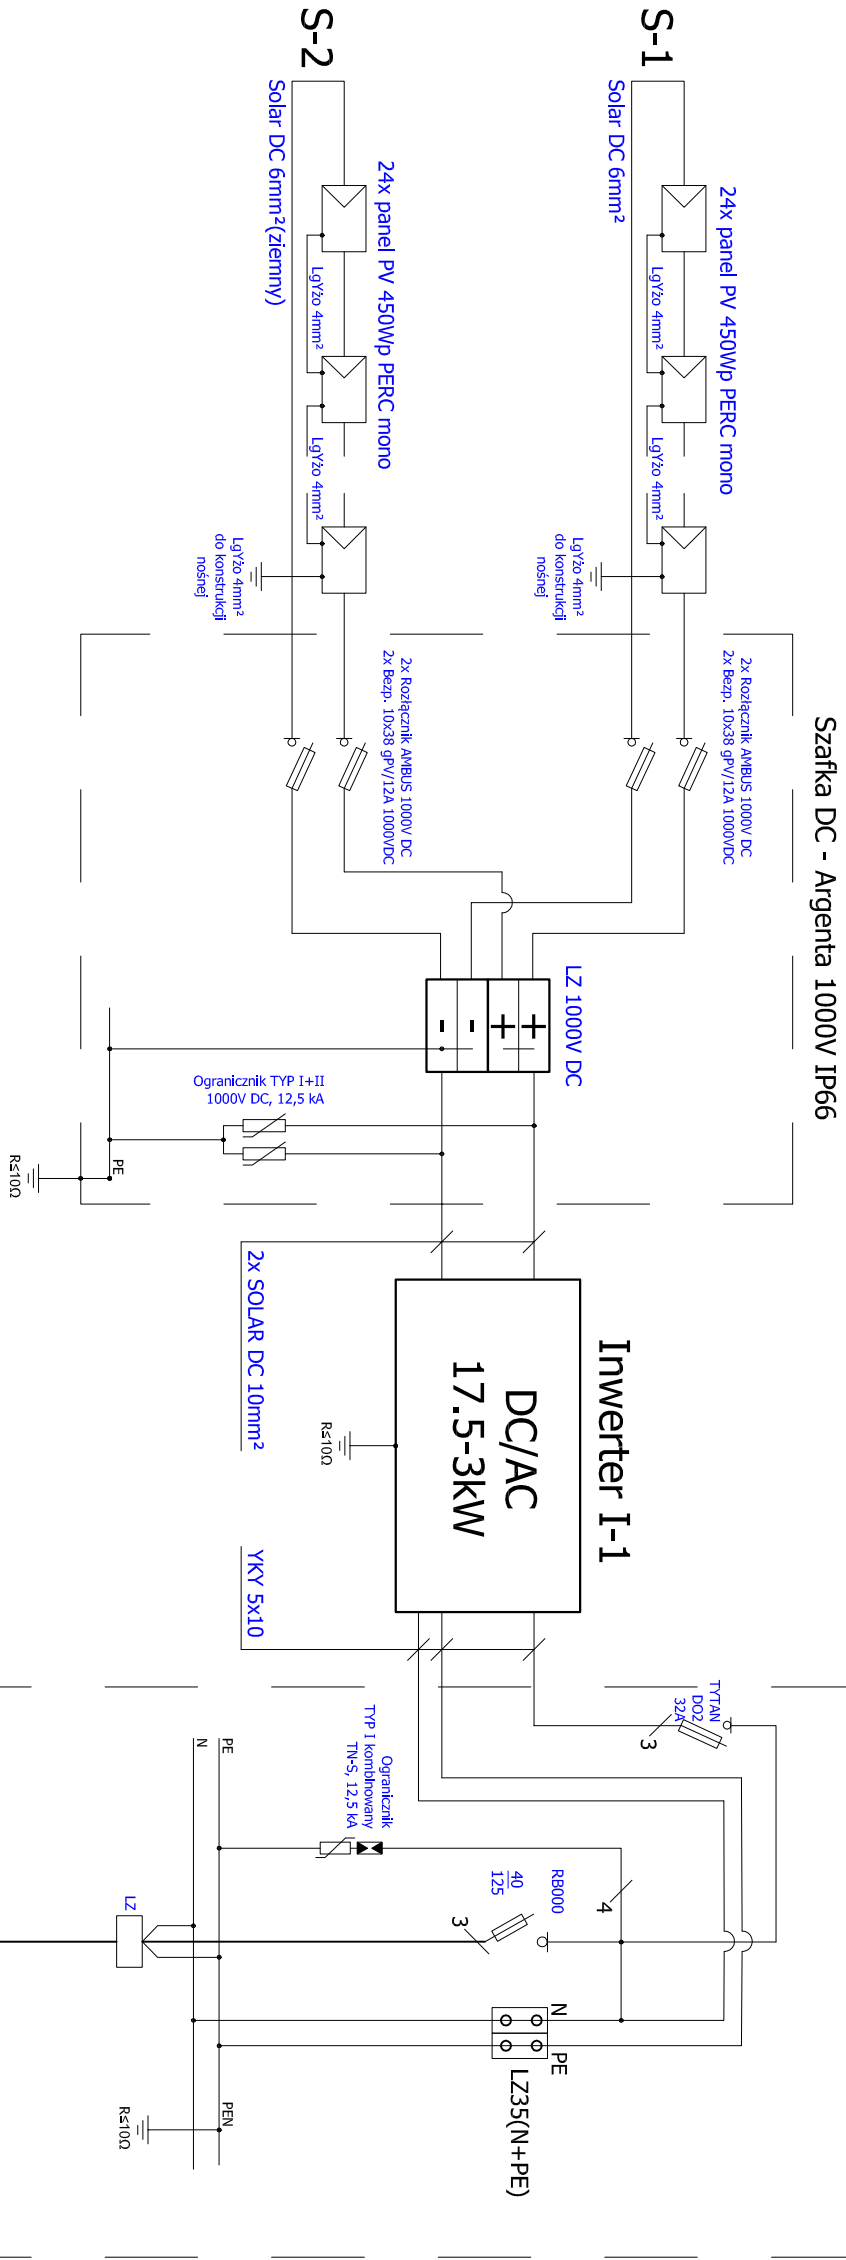 S-1
Solar DC 6mm²
24x panel PV 450Wp PERC mono
LgYżo 4mm²
LgYżo 4mm²
LgYżo 4mm²
do konstrukcji
nośnej
S-2
Solar DC 6mm²(ziemny)
24x panel PV 450Wp PERC mono
LgYżo 4mm²
LgYżo 4mm²
LgYżo 4mm²
do konstrukcji
nośnej
Szafka DC - Argenta 1000V IP66
2x Rozłącznik AMBUS 1000V DC
2x Bezp. 10x38 gPV/12A 1000VDC
2x Rozłącznik AMBUS 1000V DC
2x Bezp. 10x38 gPV/12A 1000VDC
LZ 1000V DC
+
+
-
-
Ogranicznik TYP I+II
1000V DC, 12,5 kA
PE
R≤10Ω
2x SOLAR DC 10mm²
Inwerter I-1
DC/AC
17.5-3kW
R≤10Ω
YKY 5x10
TYTAN
DO2
32A
3
Ogranicznik
TYP I kombinowany
TN-S, 12,5 kA
PE
N
4
RB000
40
125
3
LZ
N
PE
LZ35(N+PE)
PEN
R≤10Ω